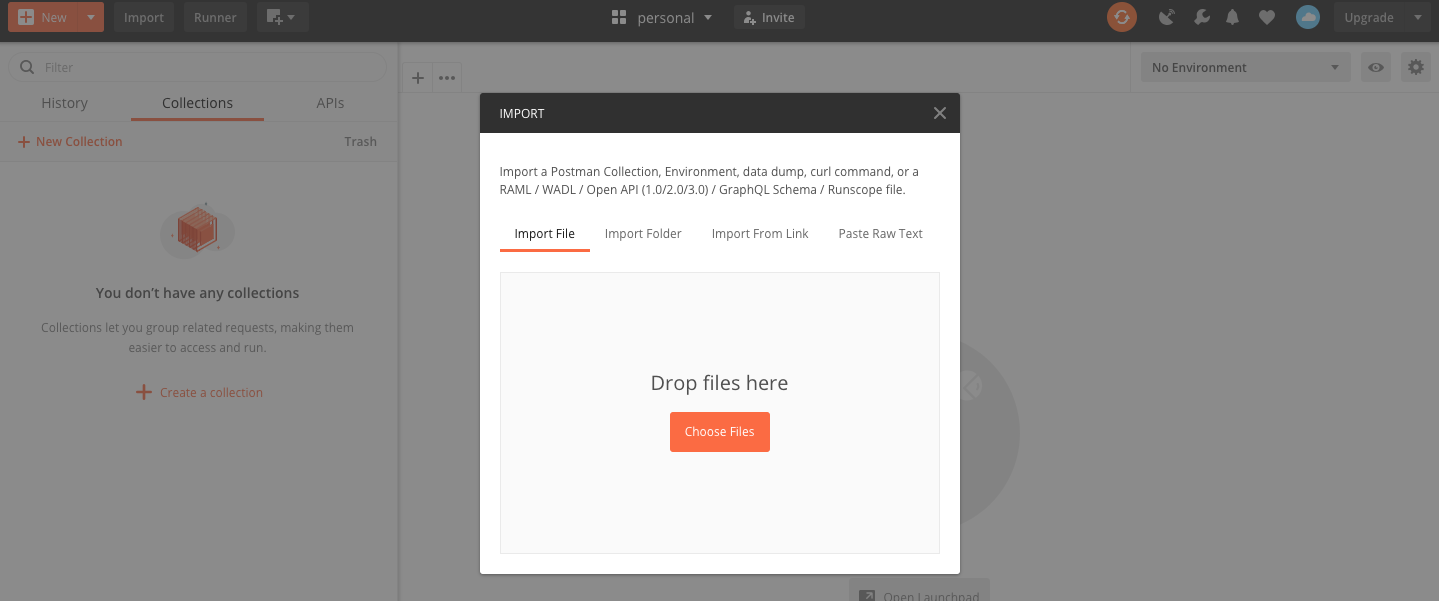 New
Import
Runner
personal
Invite
Upgrade
Filter
No Environment
History
Collections
APIs
New Collection
Trash
You don’t have any collections
Collections let you group related requests, making them
easier to access and run.
Create a collection
IMPORT
Import a Postman Collection, Environment, data dump, curl command, or a
RAML / WADL / Open API (1.0/2.0/3.0) / GraphQL Schema / Runscope file.
Import File
Import Folder
Import From Link
Paste Raw Text
Drop files here
Choose Files
Open Launchpad